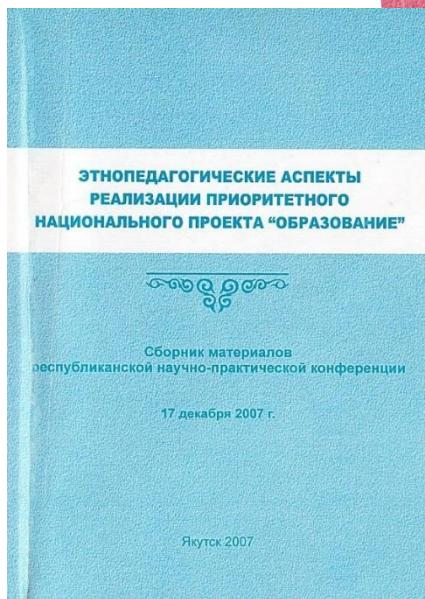 ЭТНОПЕДАГОГИЧЕСКИЕ АСПЕКТЫ
РЕАЛИЗАЦИИ ПРИОРИТЕТНОГО
НАЦИОНАЛЬНОГО ПРОЕКТА “ОБРАЗОВАНИЕ”
Сборник материалов
республиканской научно-практической конференции
17 декабря 2007 г.
Якутск 2007